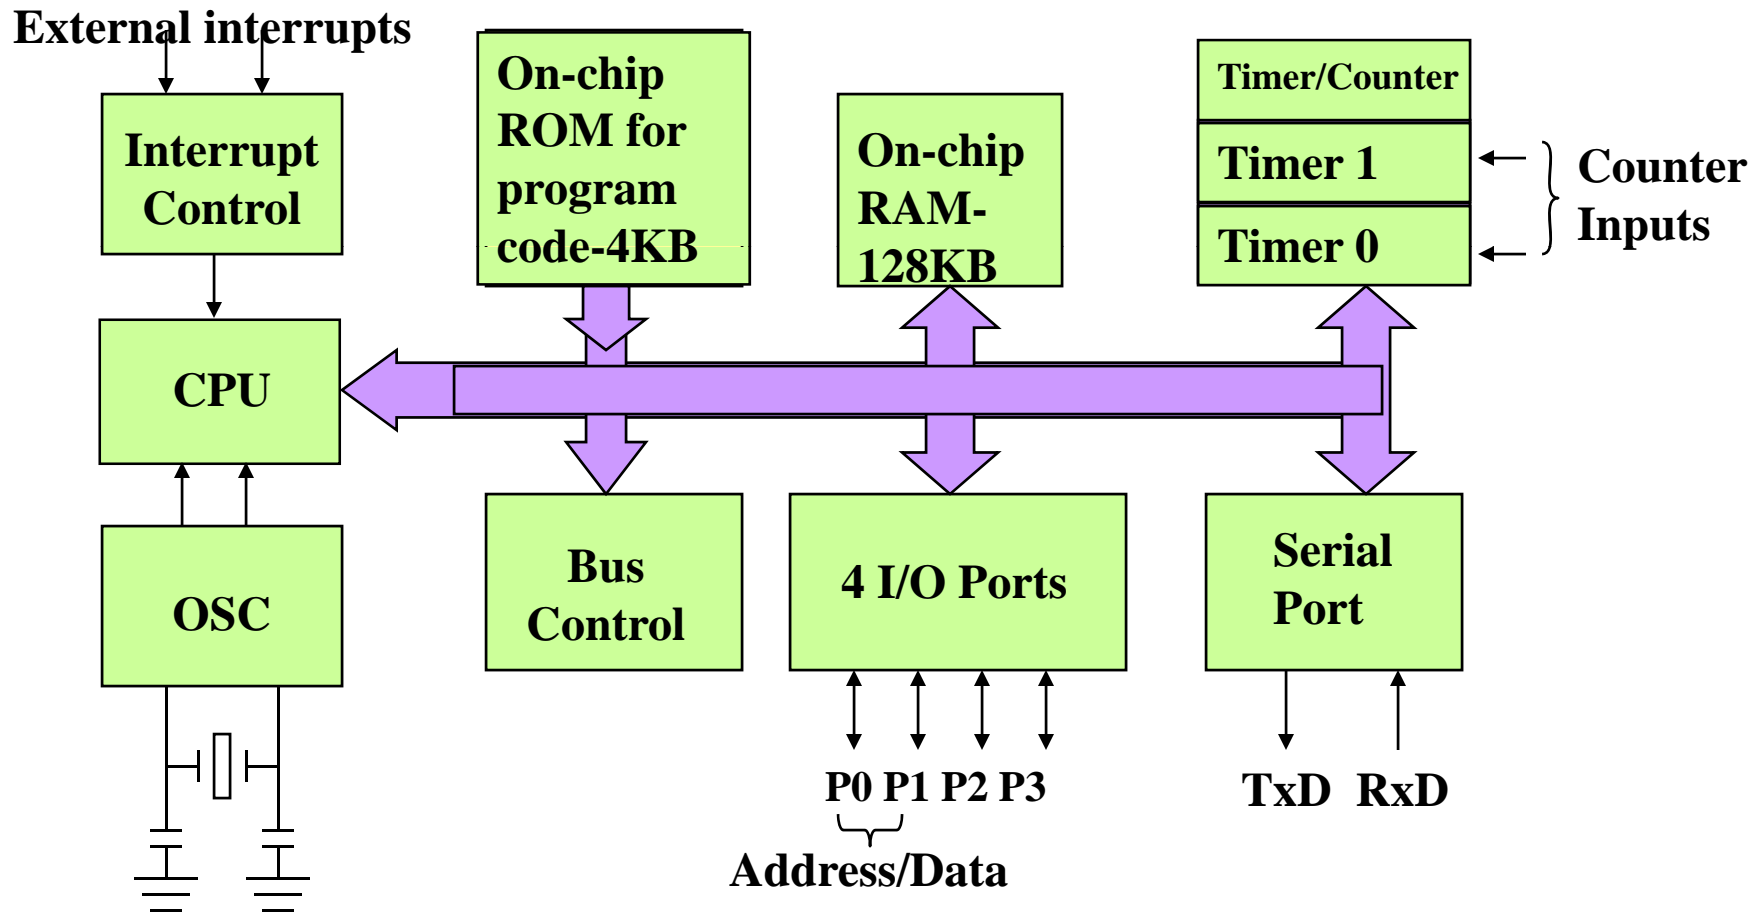 External interrupts
Interrupt
Control
On-chip
ROM for
program
code-4KB
On-chip
RAM-
128KB
Timer/Counter
Timer 1
Timer 0
Counter
Inputs
CPU
OSC
Bus
Control
4 I/O Ports
Serial
Port
P0 P1 P2 P3
Address/Data
TxD RxD